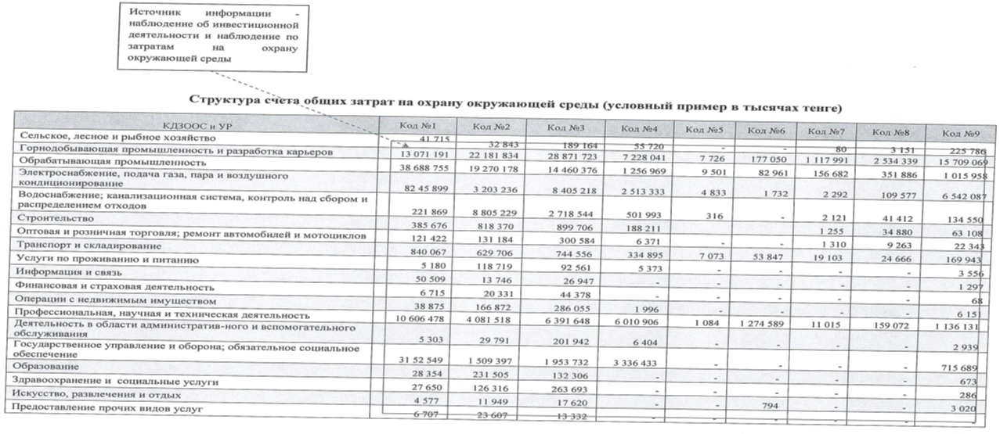 Источник информации -
наблюдение об инвестиционной
деятельности и наблюдение по
затратам на охрану
окружающей среды
Структура счета общих затрат на охрану окружающей среды (условный пример в тысячах тенге)
КДЗООС и УР Код №1 Код №2 Код №3 Код №4 Код №5 Код №6 Код №7 Код №8 Код №9
Сельское, лесное и рыбное хозяйство 41 715 32 843 189 164 55 720 - - 80 3 151 225 786
Горнодобывающая промышленность и разработка карьеров 13 071 191 22 181 834 28 871 723 7 228 041 7 726 177 050 1 117 991 2 534 339 15 709 069
Обрабатывающая промышленность 38 688 755 19 270 178 14 460 376 1 256 969 9 501 82 961 156 682 351 886 1 015 958
Электроснабжение, подача газа, пара и воздушного
кондиционирование 82 45 899 3 203 236 8 405 218 2 513 333 4 833 1 732 2 292 109 577 6 542 087
Водоснабжение; канализационная система, контроль над сбором и
распределением отходов 221 869 8 805 229 2 718 544 501 993 316 - 2 121 41 412 134 550
Строительство 385 676 818 370 899 706 188 211 1 255 34 880 63 108
Оптовая и розничная торговля; ремонт автомобилей и мотоциклов 121 422 131 184 300 584 6 371 - - 1 310 9 263 22 343
Транспорт и складирование 840 067 629 706 744 556 334 895 7 073 53 847 19 103 24 666 169 943
Услуги по проживанию и питанию 5 180 118 719 92 561 5 373 - - - - 3 556
Информация и связь 50 509 13 746 26 947 - - - - - 1 297
Финансовая и страховая деятельность 6 715 20 331 44 378 - - - - - 68
Операции с недвижимым имуществом 38 875 166 872 286 055 1 996 - - - - 6 151
Профессиональная, научная и техническая деятельность 10 606 478 4 081 518 6 391 648 6 010 906 1 084 1 274 589 11 015 159 072 1 136 131
Деятельность в области административ-ного и вспомогательного
обслуживания 5 303 29 791 201 942 6 404 - - - - 2 939
Государственное управление и оборона; обязательное социальное
обеспечение 31 52 549 1 509 397 1 953 732 3 336 433 - - - - 715 689
Образование 28 354 231 505 132 306 - - - - - 673
Здравоохранение и социальные услуги 27 650 126 316 263 693 - - - - - 286
Искусство, развлечения и отдых 4 577 11 949 17 620 - - 794 - - 3 020
Предоставление прочих видов услуг 6 707 23 607 13 332 - - - - - -